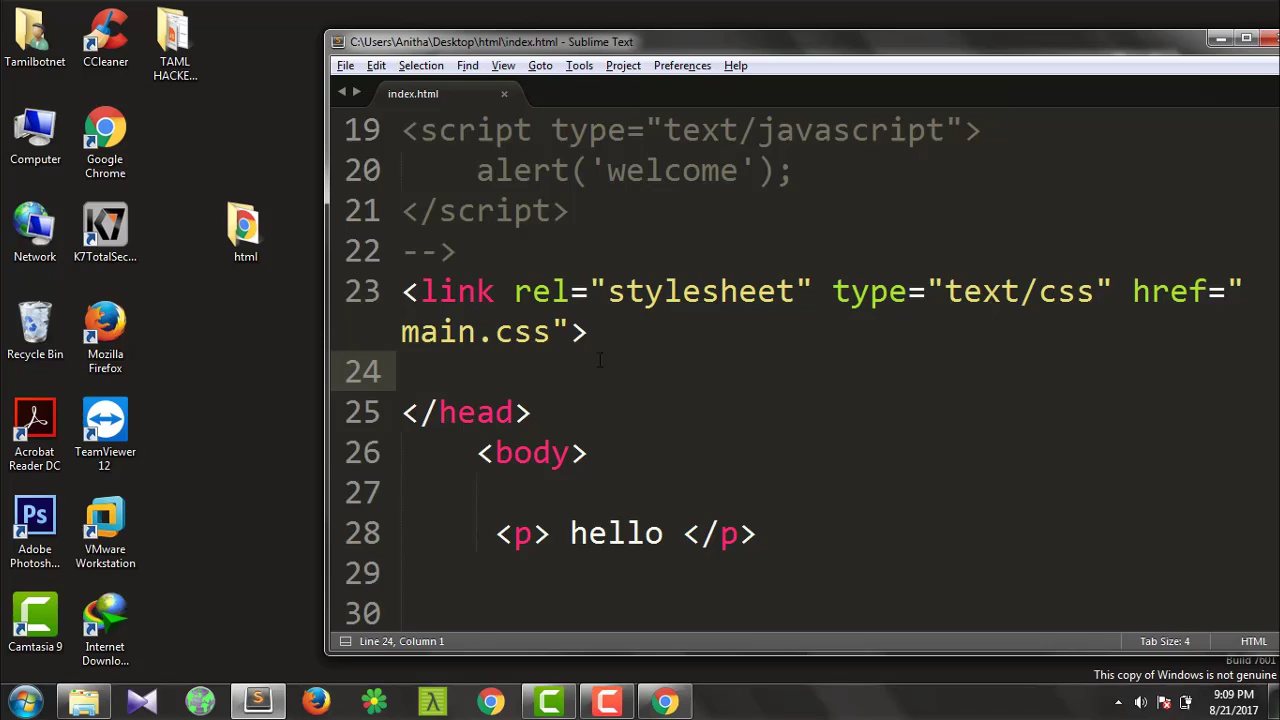 Tamilbotnet
CCleaner
TAML
HACKE...
Computer
Google
Chrome
Network
K7TotalSec...
html
Recycle Bin
Mozilla
Firefox
Acrobat
Reader DC
TeamViewer
12
Ps
Adobe
Photosh...
VMware
Workstation
Camtasia 9
Internet
Downlo...
C:\Users\Anitha\Desktop\html\index.html - Sublime Text
File Edit Selection Find View Goto Tools Project Preferences Help
index.html
19 <script type="text/javascript">
20 alert('welcome');
21 </script>
22 -->
23 <link rel="stylesheet" type="text/css" href="
main.css">
24
25 </head>
26 <body>
27
28 <p> hello </p>
29
30
Line 24, Column 1
Tab Size: 4
HTML
Build 7601
This copy of Windows is not genuine
9:09 PM
8/21/2017